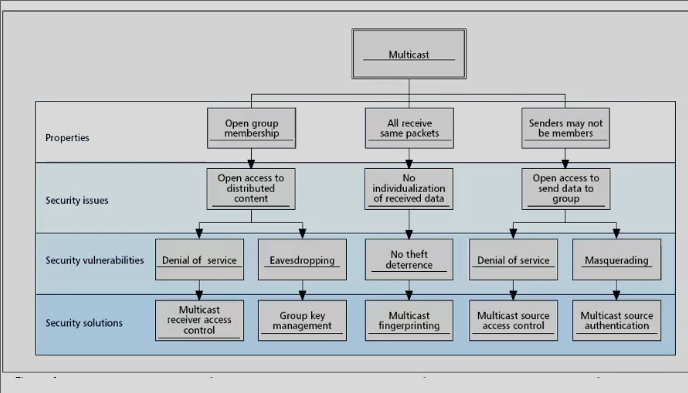 Multicast
Properties
Open group
membership
All receive
same packets
Senders may not
be members
Security issues
Open access to
distributed
content
No
individualization
of received data
Open access to
send data to
group
Security vulnerabilities
Denial of service
Eavesdropping
No theft
deterrence
Denial of service
Masquerading
Security solutions
Multicast
receiver access
control
Group key
management
Multicast
fingerprinting
Multicast source
access control
Multicast source
authentication